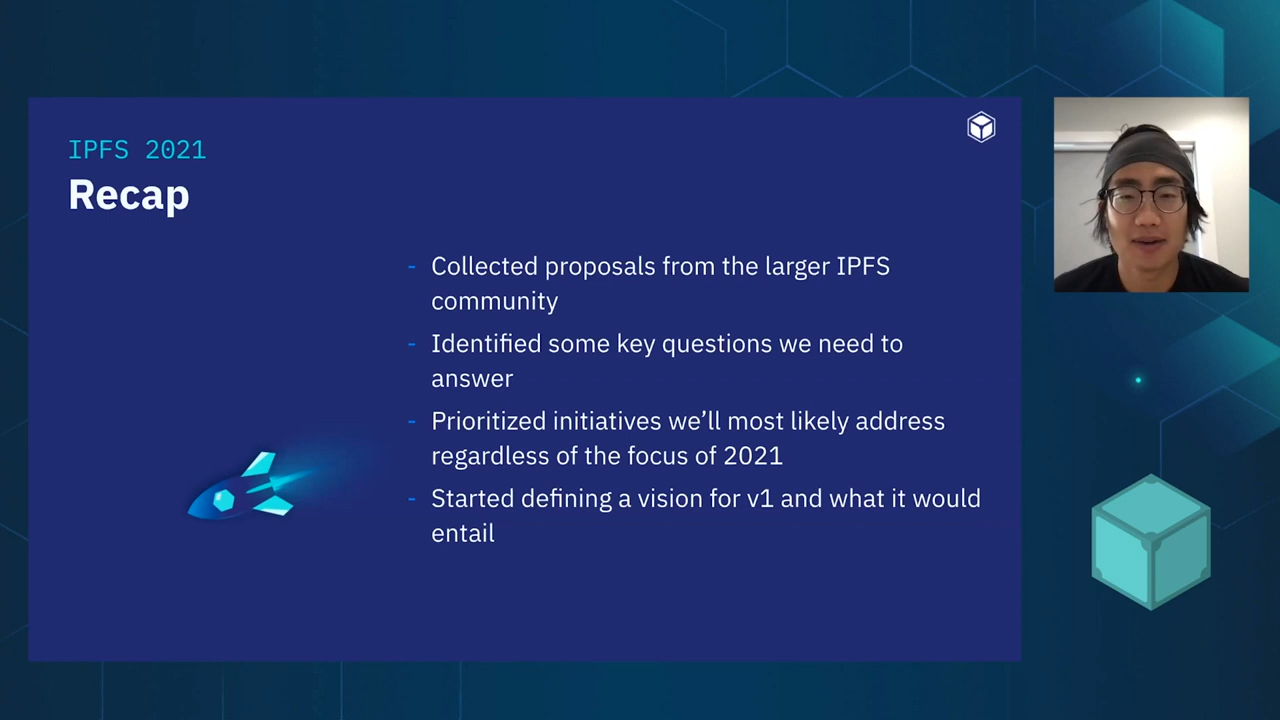 IPFS 2021
Recap
- Collected proposals from the larger IPFS
community
- Identified some key questions we need to
answer
- Prioritized initiatives we’ll most likely address
regardless of the focus of 2021
- Started defining a vision for v1 and what it would
entail